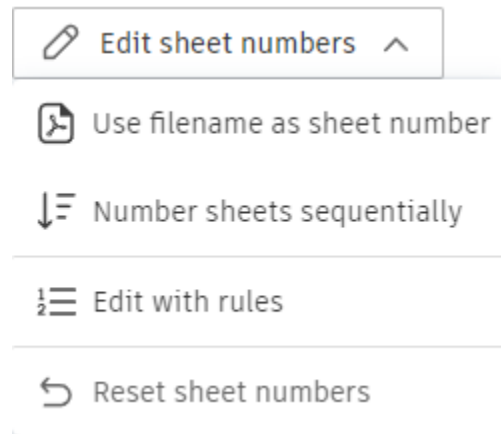 Edit sheet numbers
Use filename as sheet number
Number sheets sequentially
Edit with rules
Reset sheet numbers